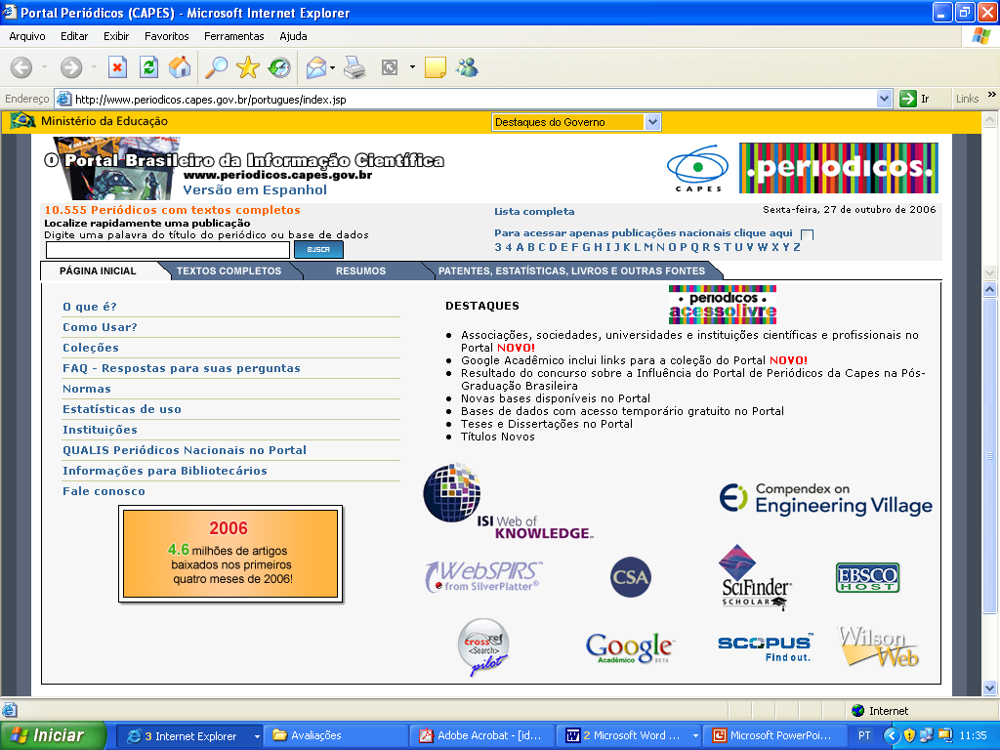 Portal Periódicos (CAPES) - Microsoft Internet Explorer
Arquivo Editar Exibir Favoritos Ferramentas Ajuda
Endereço http://www.periodicos.capes.gov.br/portugues/index.jsp Ir Links »
Ministério da Educação Destaques do Governo
O Portal Brasileiro da Informação Científica
www.periodicos.capes.gov.br
Versão em Espanhol
CAPES
.periodicos.
10.555 Periódicos com textos completos
Localize rapidamente uma publicação
Digite uma palavra do título do periódico ou base de dados
BUSCAR
Lista completa
Sexta-feira, 27 de outubro de 2006
Para acessar apenas publicações nacionais clique aqui
3 4 A B C D E F G H I J K L M N O P Q R S T U V W X Y Z
PÁGINA INICIAL TEXTOS COMPLETOS RESUMOS PATENTES, ESTATÍSTICAS, LIVROS E OUTRAS FONTES
O que é?
Como Usar?
Coleções
FAQ - Respostas para suas perguntas
Normas
Estatísticas de uso
Instituições
QUALIS Periódicos Nacionais no Portal
Informações para Bibliotecários
Fale conosco
2006
4.6 milhões de artigos
baixados nos primeiros
quatro meses de 2006!
DESTAQUES
. periodicos .
acessolivre
Associações, sociedades, universidades e instituições científicas e profissionais no
Portal NOVO!
Google Acadêmico inclui links para a coleção do Portal NOVO!
Resultado do concurso sobre a Influência do Portal de Periódicos da Capes na Pós-
Graduação Brasileira
Novas bases disponíveis no Portal
Bases de dados com acesso temporário gratuito no Portal
Teses e Dissertações no Portal
Títulos Novos
ISI Web of
KNOWLEDGE
Compendex on
Engineering Village
WebSPIRS™
from SilverPlatter®
CSA
SciFinder
SCHOLAR
EBSCO
HOST
crossref
<Search>
pilot
Google™
Acadêmico BETA
SCOPUS™
Find out.
Wilson
Web
Internet
Iniciar 3 Internet Explorer Avaliações Adobe Acrobat - [id... 2 Microsoft Word ... Microsoft PowerPoi... PT 11:35